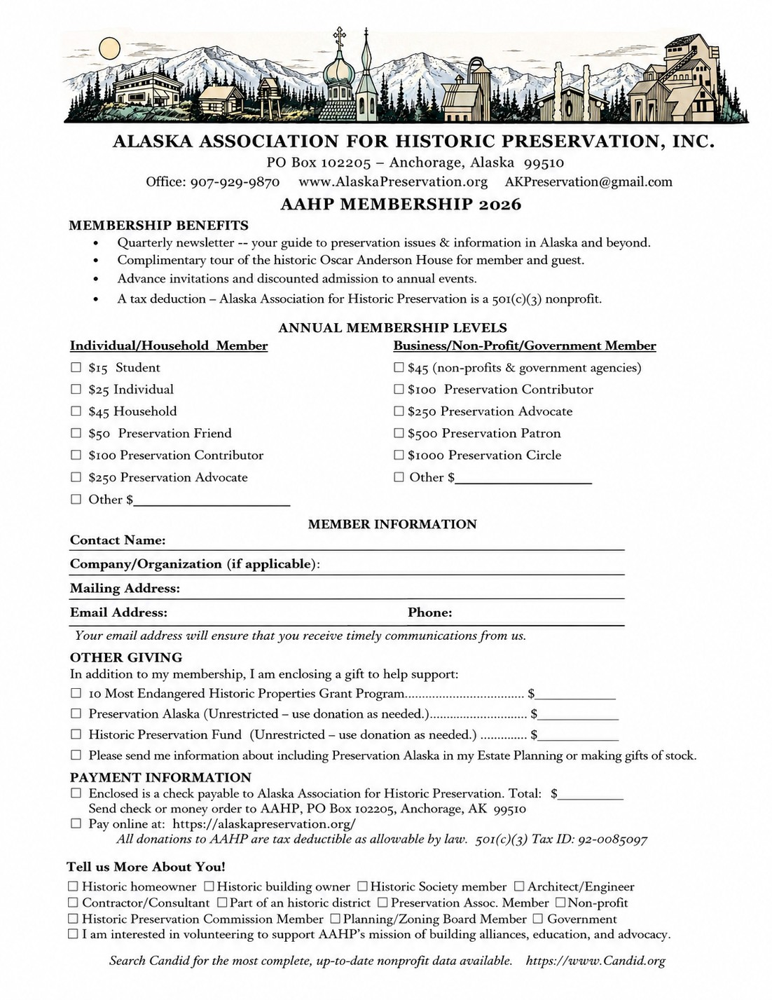 ALASKA ASSOCIATION FOR HISTORIC PRESERVATION, INC.
PO Box 102205 – Anchorage, Alaska 99510
Office: 907-929-9870 www.AlaskaPreservation.org AKPreservation@gmail.com
AAHP MEMBERSHIP 2026
MEMBERSHIP BENEFITS
• Quarterly newsletter -- your guide to preservation issues & information in Alaska and beyond.
• Complimentary tour of the historic Oscar Anderson House for member and guest.
• Advance invitations and discounted admission to annual events.
• A tax deduction – Alaska Association for Historic Preservation is a 501(c)(3) nonprofit.
ANNUAL MEMBERSHIP LEVELS
Individual/Household Member
☐ $15 Student
☐ $25 Individual
☐ $45 Household
☐ $50 Preservation Friend
☐ $100 Preservation Contributor
☐ $250 Preservation Advocate
☐ Other $____________________
Business/Non-Profit/Government Member
☐ $45 (non-profits & government agencies)
☐ $100 Preservation Contributor
☐ $250 Preservation Advocate
☐ $500 Preservation Patron
☐ $1000 Preservation Circle
☐ Other $__________________
MEMBER INFORMATION
Contact Name:
Company/Organization (if applicable):
Mailing Address:
Email Address: Phone:
Your email address will ensure that you receive timely communications from us.
OTHER GIVING
In addition to my membership, I am enclosing a gift to help support:
☐ 10 Most Endangered Historic Properties Grant Program................................... $___________
☐ Preservation Alaska (Unrestricted – use donation as needed.)............................ $___________
☐ Historic Preservation Fund (Unrestricted – use donation as needed.) .............. $___________
☐ Please send me information about including Preservation Alaska in my Estate Planning or making gifts of stock.
PAYMENT INFORMATION
☐ Enclosed is a check payable to Alaska Association for Historic Preservation. Total: $_________
Send check or money order to AAHP, PO Box 102205, Anchorage, AK 99510
☐ Pay online at: https://alaskapreservation.org/
All donations to AAHP are tax deductible as allowable by law. 501(c)(3) Tax ID: 92-0085097
Tell us More About You!
☐ Historic homeowner ☐ Historic building owner ☐ Historic Society member ☐ Architect/Engineer
☐ Contractor/Consultant ☐ Part of an historic district ☐ Preservation Assoc. Member ☐ Non-profit
☐ Historic Preservation Commission Member ☐ Planning/Zoning Board Member ☐ Government
☐ I am interested in volunteering to support AAHP's mission of building alliances, education, and advocacy.
Search Candid for the most complete, up-to-date nonprofit data available. https://www.Candid.org